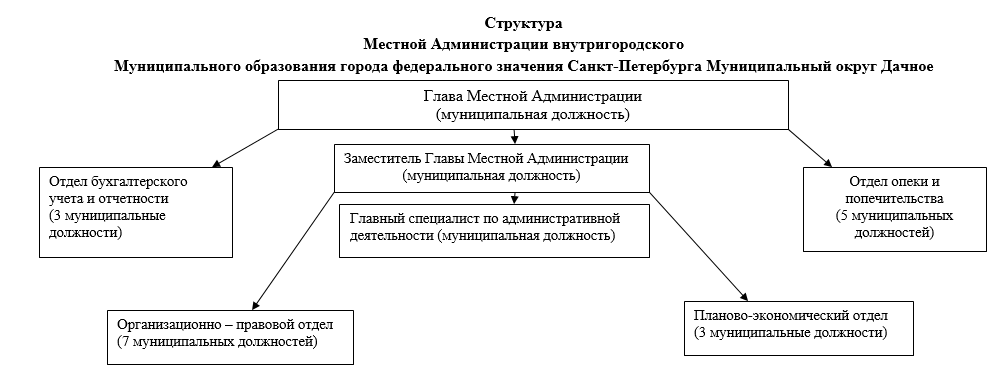 Структура
Местной Администрации внутригородского
Муниципального образования города федерального значения Санкт-Петербурга Муниципальный округ Дачное
Глава Местной Администрации
(муниципальная должность)
Заместитель Главы Местной Администрации
(муниципальная должность)
Отдел бухгалтерского
учета и отчетности
(3 муниципальные
должности)
Отдел опеки и
попечительства
(5 муниципальных
должностей)
Главный специалист по административной
деятельности (муниципальная должность)
Организационно – правовой отдел
(7 муниципальных должностей)
Планово-экономический отдел
(3 муниципальные должности)